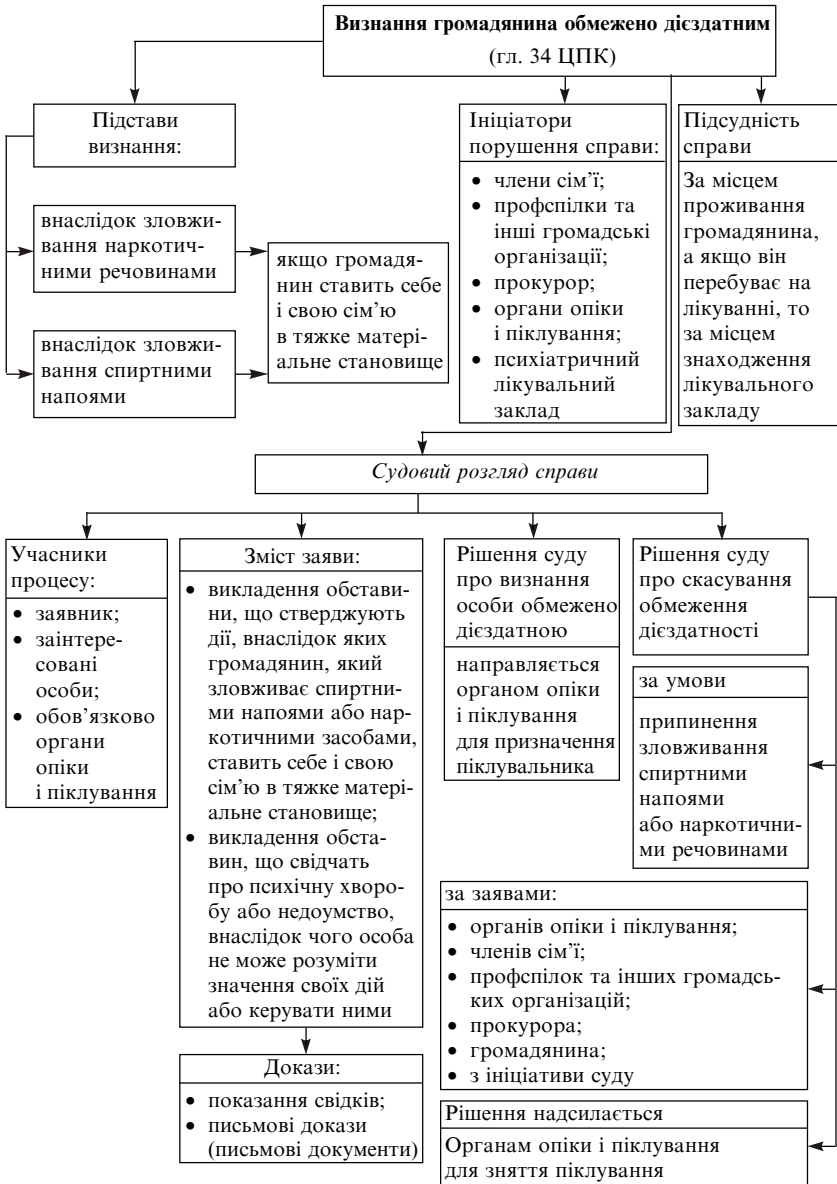 Визнання громадянина обмежено дієздатним
(гл. 34 ЦПК)
Підстави
визнання:
внаслідок зловжи-
вання наркотич-
ними речовинами
внаслідок зловжи-
вання спиртними
напоями
якщо громадя-
нин ставить себе
і свою сім’ю
в тяжке матері-
альне становище
Ініціатори
порушення справи:
• члени сім’ї;
• профспілки та
інші громадські
організації;
• прокурор;
• органи опіки
і піклування;
• психіатричний
лікувальний
заклад
Підсудність
справи
За місцем
проживання
громадянина,
а якщо він
перебуває на
лікуванні, то
за місцем
знаходження
лікувального
закладу
Судовий розгляд справи
Учасники
процесу:
• заявник;
• заінтере-
совані
особи;
• обов’язково
органи
опіки
і піклування
Зміст заяви:
• викладення обстави-
ни, що стверджують
дії, внаслідок яких
громадянин, який
зловживає спиртни-
ми напоями або нар-
котичними засобами,
ставить себе і свою
сім’ю в тяжке матері-
альне становище;
• викладення обста-
вин, що свідчать
про психічну хворо-
бу або недоумство,
внаслідок чого особа
не може розуміти
значення своїх дій
або керувати ними
Докази:
• показання свідків;
• письмові докази
(письмові документи)
Рішення суду
про визнання
особи обмежено
дієздатною
направляється
органом опіки
і піклування
для призначення
піклувальника
Рішення суду
про скасування
обмеження
дієздатності
за умови
припинення
зловживання
спиртними
напоями
або наркотични-
ми речовинами
за заявами:
• органів опіки і піклування;
• членів сім’ї;
• профспілок та інших громадсь-
ких організацій;
• прокурора;
• громадянина;
• з ініціативи суду
Рішення надсилається
Органам опіки і піклування
для зняття піклування